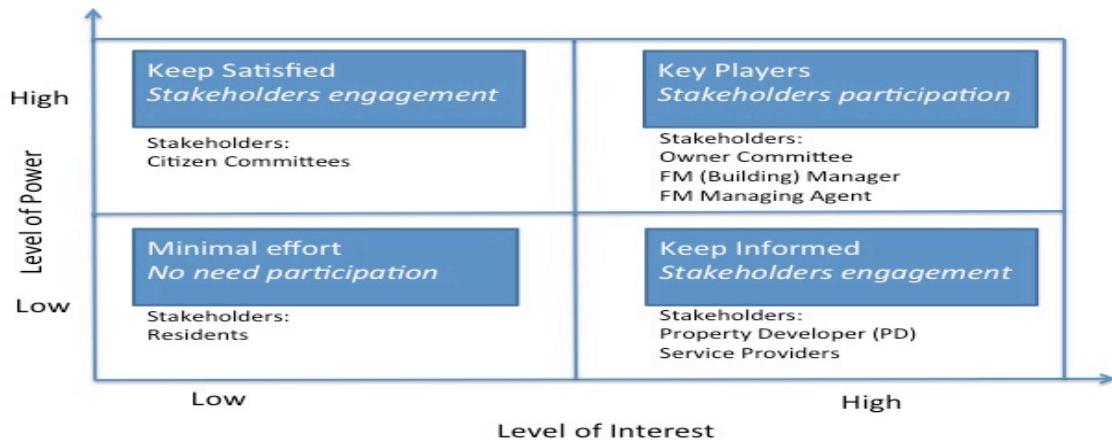 High
Level of Power
Low
Keep Satisfied
Stakeholders engagement
Stakeholders:
Citizen Committees
Key Players
Stakeholders participation
Stakeholders:
Owner Committee
FM (Building) Manager
FM Managing Agent
Minimal effort
No need participation
Stakeholders:
Residents
Keep Informed
Stakeholders engagement
Stakeholders:
Property Developer (PD)
Service Providers
Low
High
Level of Interest